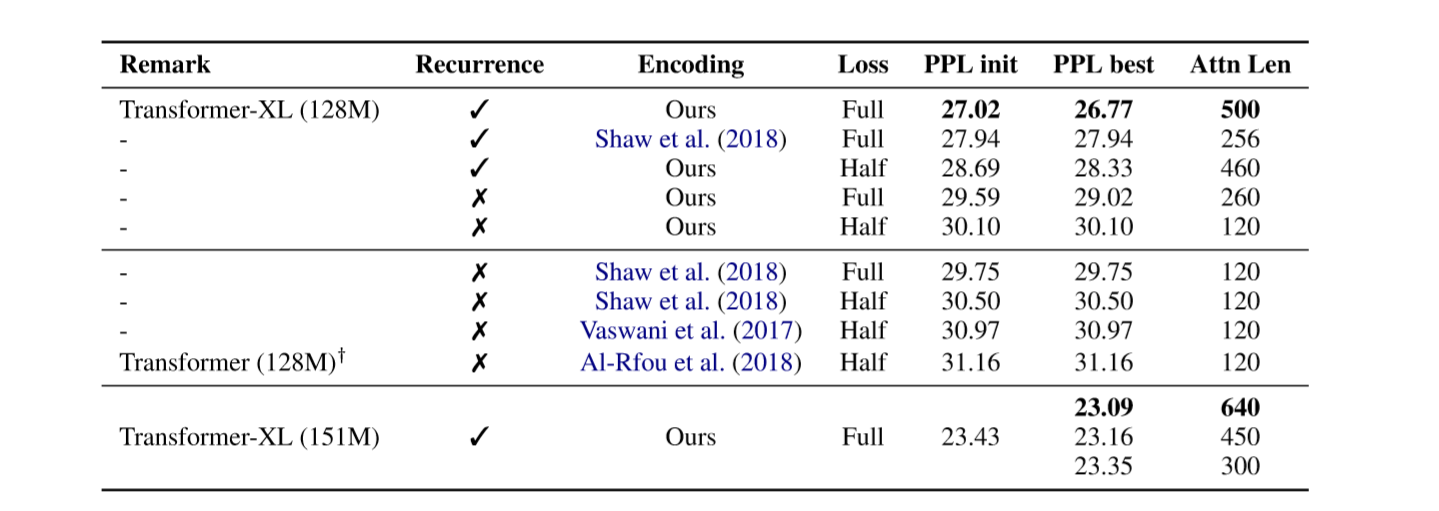 Remark Recurrence Encoding Loss PPL init PPL best Attn Len
Transformer-XL (128M) ✓ Ours Full 27.02 26.77 500
- ✓ Shaw et al. (2018) Full 27.94 27.94 256
- ✓ Ours Half 28.69 28.33 460
- ✗ Ours Full 29.59 29.02 260
- ✗ Ours Half 30.10 30.10 120
- ✗ Shaw et al. (2018) Full 29.75 29.75 120
- ✗ Shaw et al. (2018) Half 30.50 30.50 120
- ✗ Vaswani et al. (2017) Half 30.97 30.97 120
Transformer (128M)† ✗ Al-Rfou et al. (2018) Half 31.16 31.16 120
23.09 640
Transformer-XL (151M) ✓ Ours Full 23.43 23.16 450
23.35 300